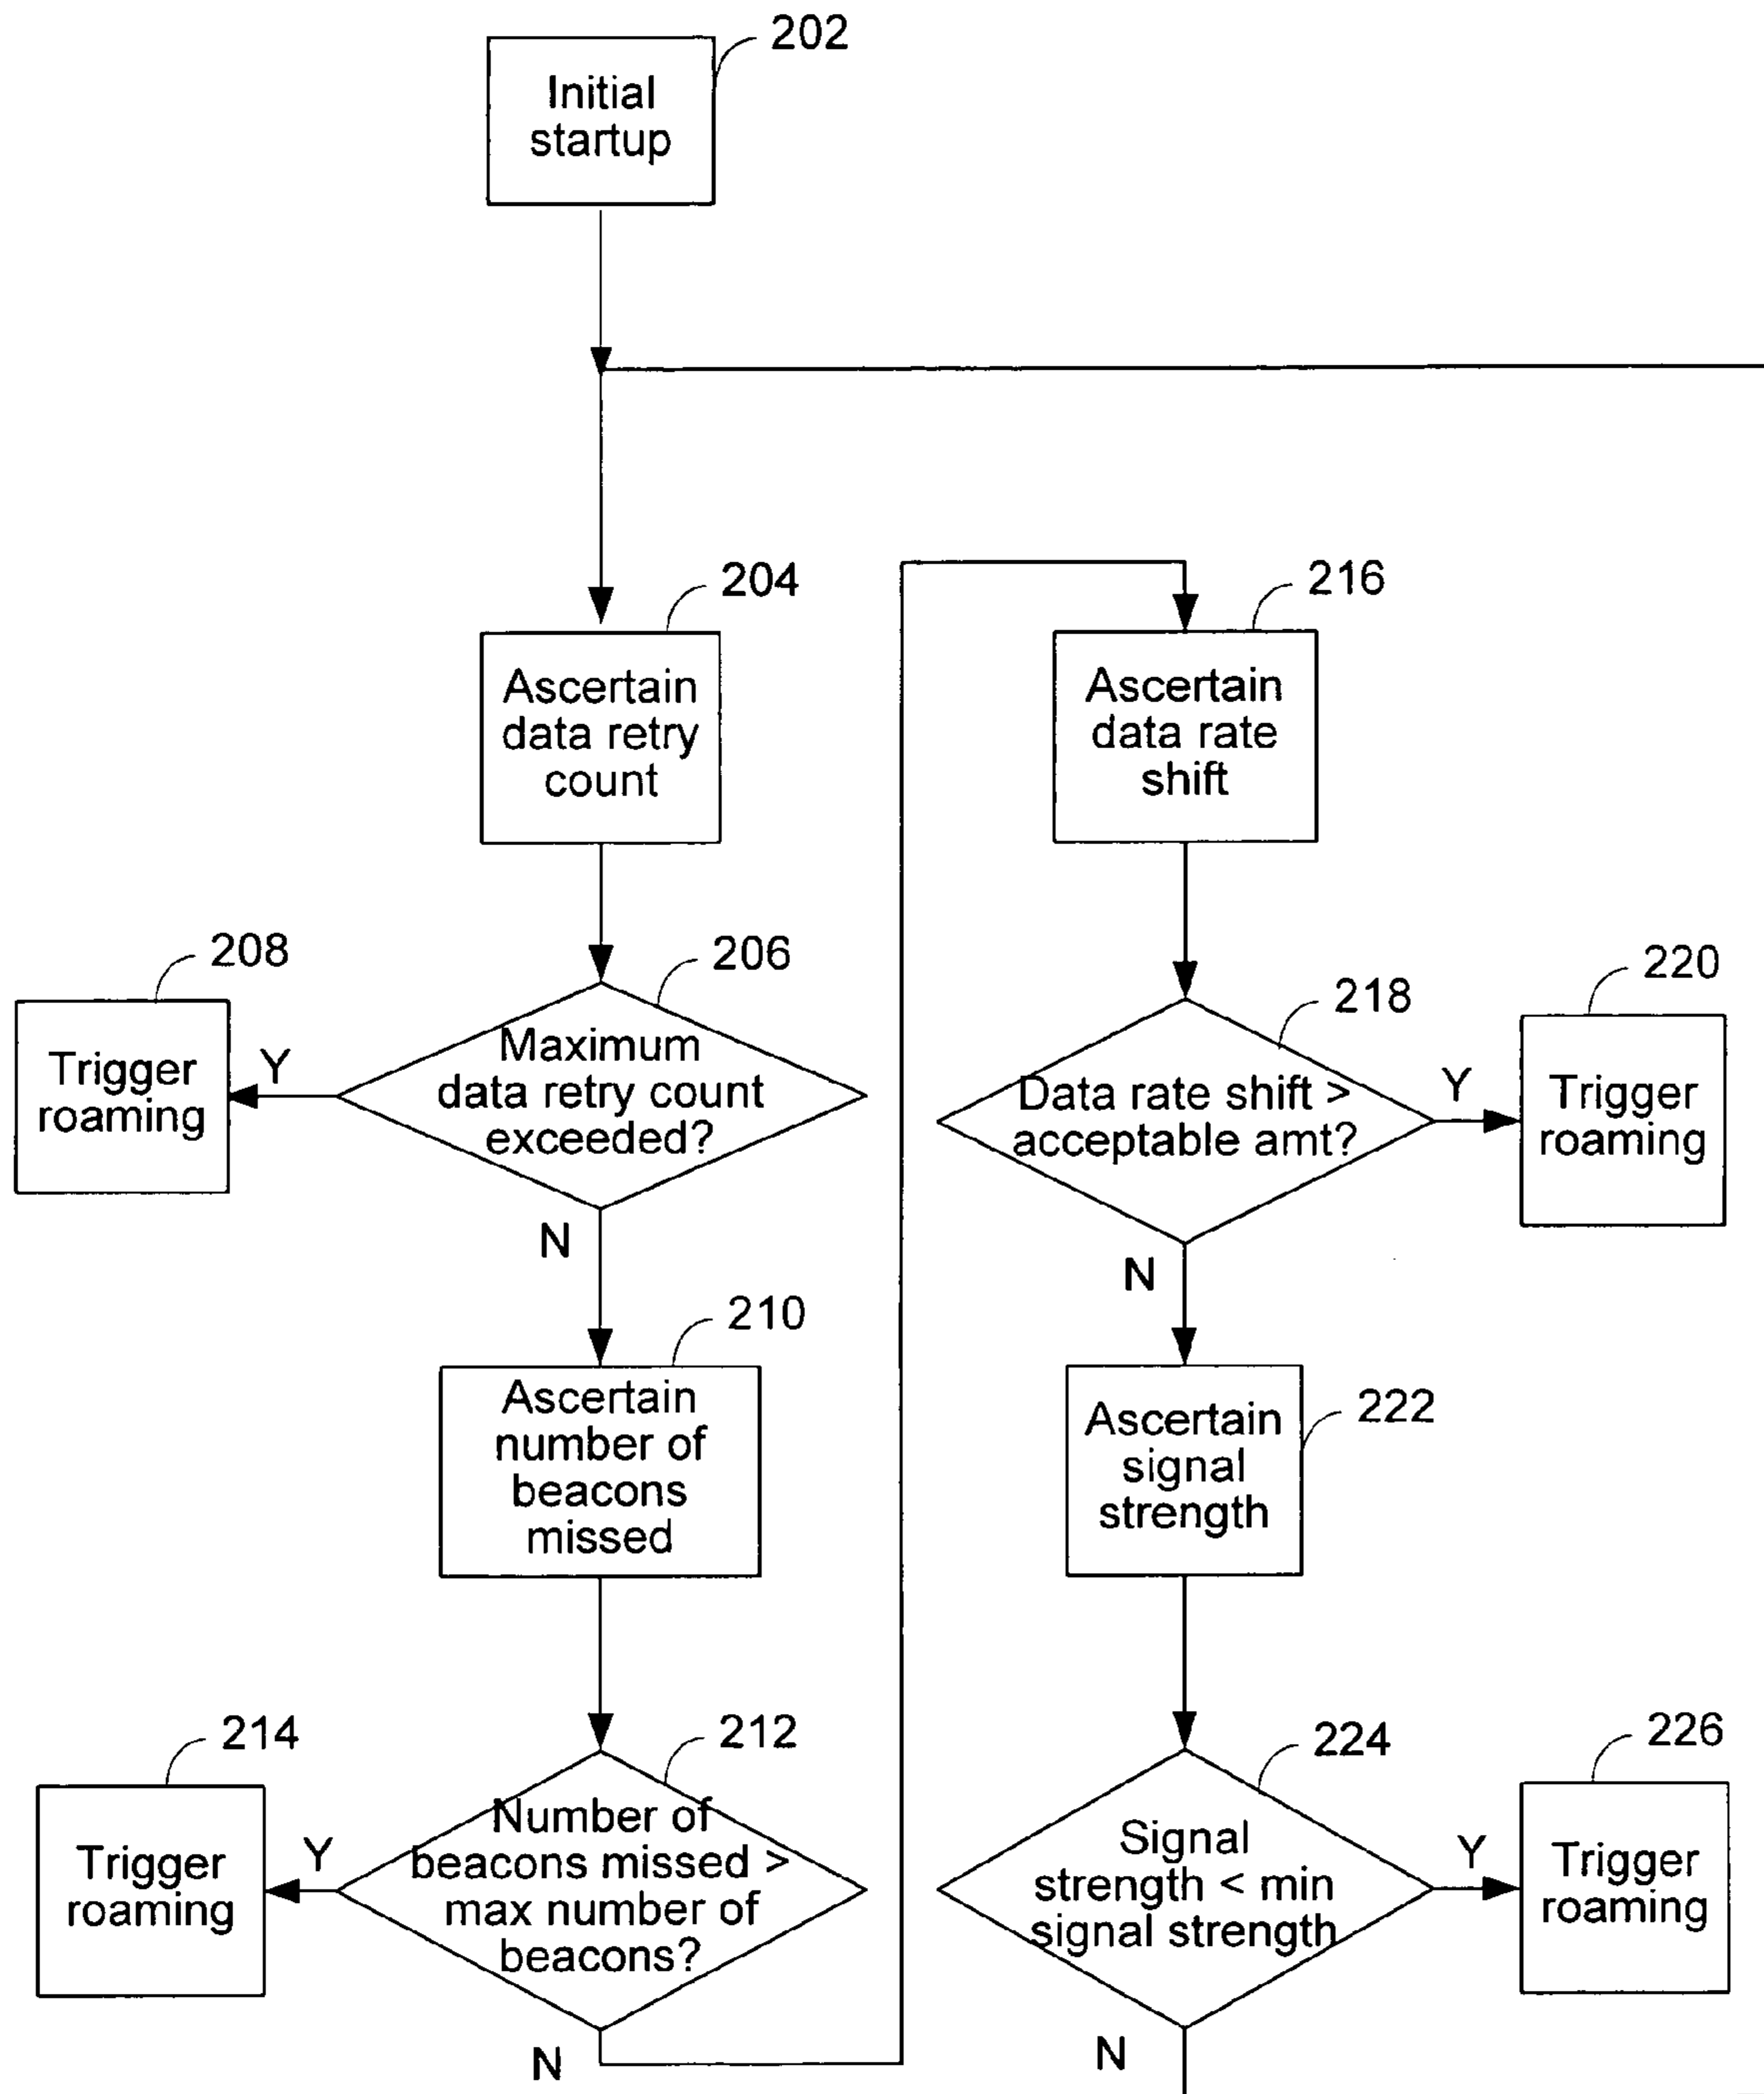 202
Initial
startup
204
Ascertain
data retry
count
206
Maximum
data retry count
exceeded?
Y
208
Trigger
roaming
N
210
Ascertain
number of
beacons
missed
212
Number of
beacons missed >
max number of
beacons?
Y
214
Trigger
roaming
N
216
Ascertain
data rate
shift
218
Data rate shift >
acceptable amt?
Y
220
Trigger
roaming
N
222
Ascertain
signal
strength
224
Signal
strength < min
signal strength
Y
226
Trigger
roaming
N